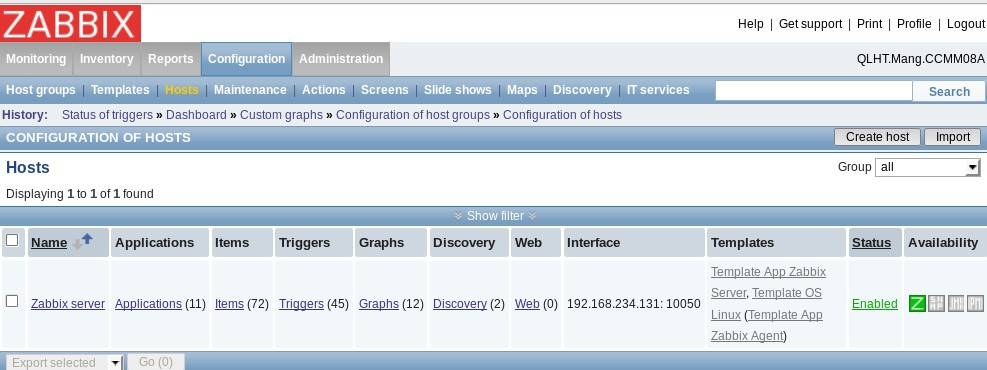 ZABBIX
Help | Get support | Print | Profile | Logout
Monitoring Inventory Reports Configuration Administration
QLHT.Mang.CCMM08A
Host groups | Templates | Hosts | Maintenance | Actions | Screens | Slide shows | Maps | Discovery | IT services
Search
History: Status of triggers » Dashboard » Custom graphs » Configuration of host groups » Configuration of hosts
CONFIGURATION OF HOSTS
Create host Import
Hosts
Group all
Displaying 1 to 1 of 1 found
Show filter
Name Applications Items Triggers Graphs Discovery Web Interface Templates Status Availability
Zabbix server Applications (11) Items (72) Triggers (45) Graphs (12) Discovery (2) Web (0) 192.168.234.131: 10050
Template App Zabbix
Server, Template OS
Linux (Template App
Zabbix Agent)
Enabled
Z SNMP
Export selected Go (0)